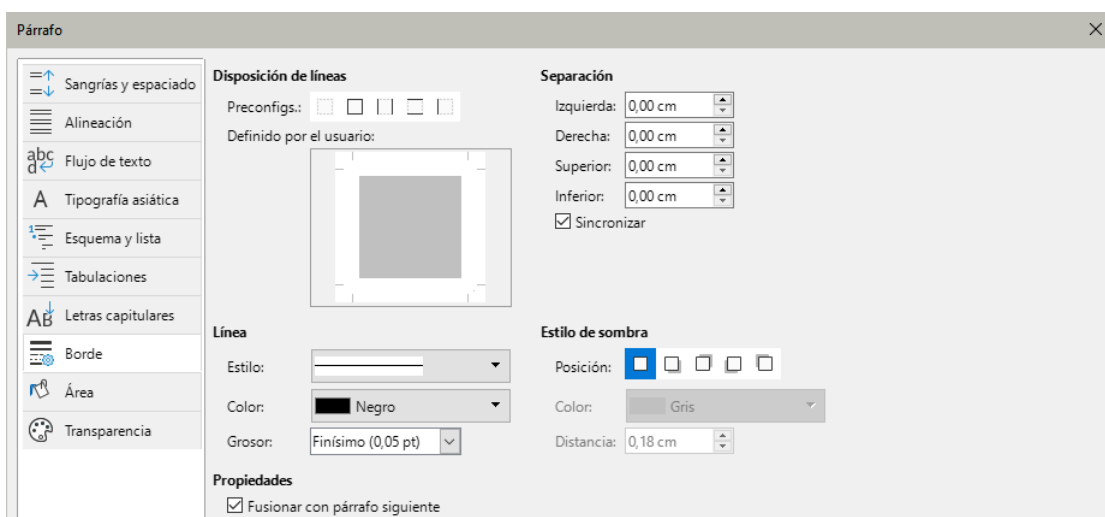 Párrafo
Sangrías y espaciado
Alineación
abc
d
Flujo de texto
A
Tipografía asiática
1
Esquema y lista
Tabulaciones
AB
Letras capitulares
Borde
Área
Transparencia
Disposición de líneas
Preconfigs.:
Definido por el usuario:
Separación
Izquierda: 0,00 cm
Derecha: 0,00 cm
Superior: 0,00 cm
Inferior: 0,00 cm
Sincronizar
Línea
Estilo:
Color: Negro
Grosor: Finísimo (0,05 pt)
Estilo de sombra
Posición:
Color: Gris
Distancia: 0,18 cm
Propiedades
Fusionar con párrafo siguiente